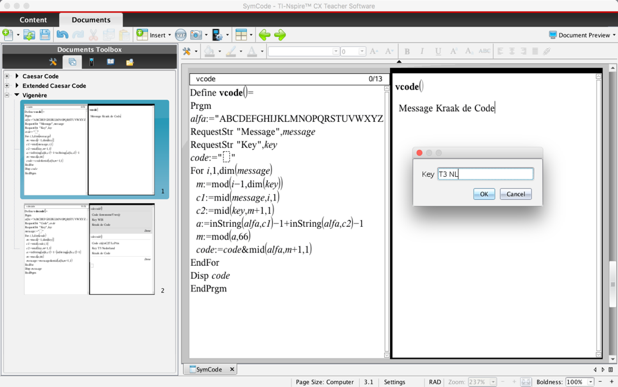 SymCode - TI-Nspire™ CX Teacher Software
Content
Documents
Insert
Document Preview
Documents Toolbox
Caesar Code
Extended Caesar Code
Vigenère
1
2
vcode
0/13
Define vcode()=
Prgm
alfa:="ABCDEFGHIJKLMNOPQRSTUVWXYZ
RequestStr "Message",message
RequestStr "Key",key
code:=""
For i,1,dim(message)
m:=mod(i−1,dim(key))
c1:=mid(message,i,1)
c2:=mid(key,m+1,1)
a:=inString(alfa,c1)−1+inString(alfa,c2)−1
m:=mod(a,66)
code:=code&mid(alfa,m+1,1)
EndFor
Disp code
EndPrgm
vcode()
Message Kraak de Code
Key T3 NL
OK Cancel
SymCode
Page Size: Computer 3.1 Settings RAD Zoom: 217% Boldness: 100%